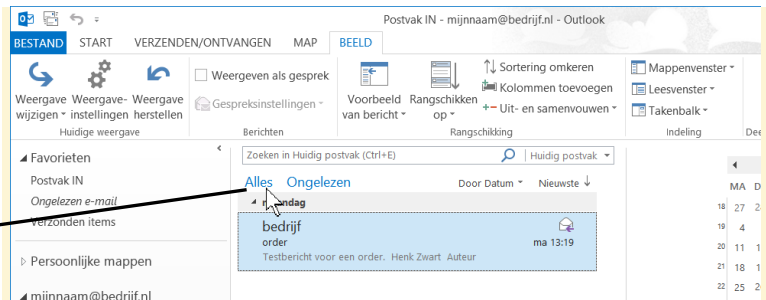 Postvak IN - mijnnaam@bedrijf.nl - Outlook
BESTAND START VERZENDEN/ONTVANGEN MAP BEELD
Weergave wijzigen
Weergave-instellingen
Weergave herstellen
Huidige weergave
Weergeven als gesprek
Gespreksinstellingen
Berichten
Voorbeeld van bericht
Rangschikken op
Sortering omkeren
Kolommen toevoegen
Uit- en samenvouwen
Rangschikking
Mappenvenster
Leesvenster
Takenbalk
Indeling
Favorieten
Postvak IN
Ongelezen e-mail
Verzonden items
Persoonlijke mappen
mijnnaam@bedrijf.nl
Zoeken in Huidig postvak (Ctrl+E) Huidig postvak
Alles Ongelezen Door Datum Nieuwste ↓
bedrijf
order ma 13:19
Testbericht voor een order. Henk Zwart Auteur
MA
18 27
19 4
20 11
21 18
22 25